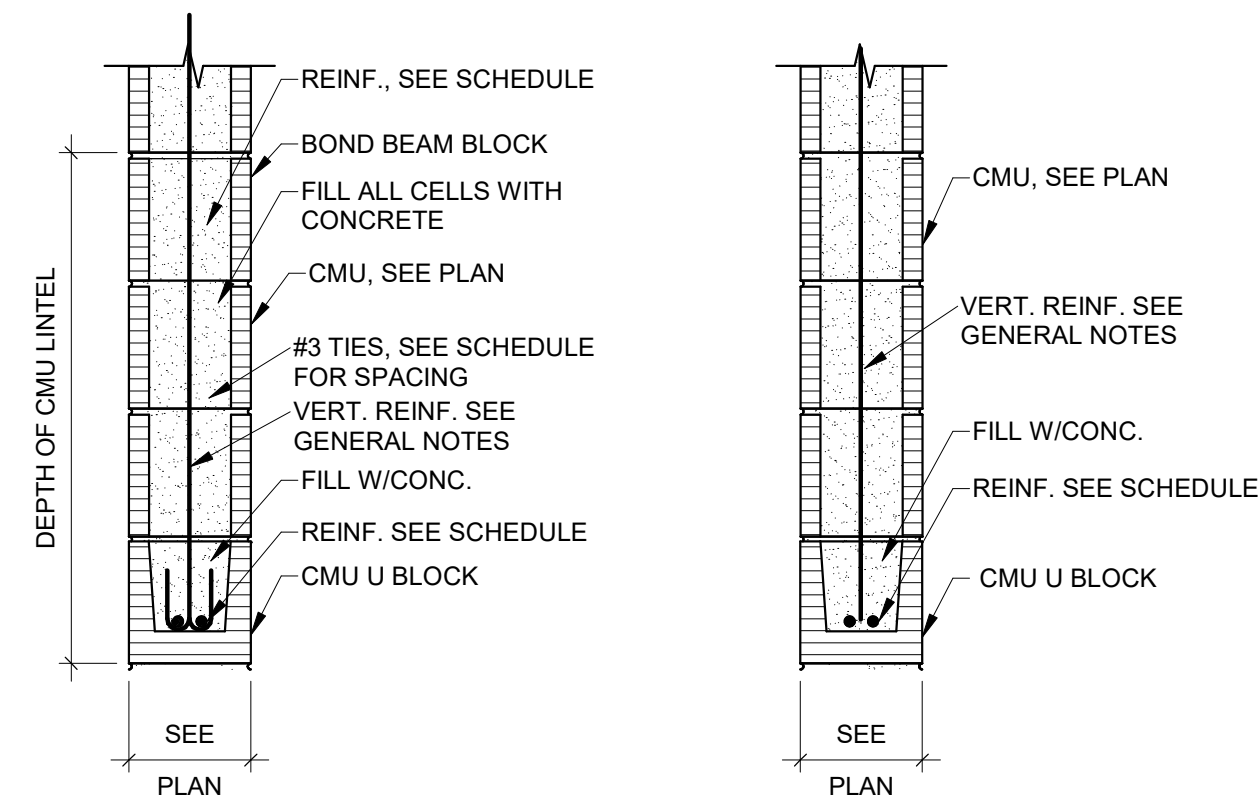 REINF., SEE SCHEDULE
BOND BEAM BLOCK
FILL ALL CELLS WITH
CONCRETE
CMU, SEE PLAN
#3 TIES, SEE SCHEDULE
FOR SPACING
VERT. REINF. SEE
GENERAL NOTES
FILL W/CONC.
REINF. SEE SCHEDULE
CMU U BLOCK
DEPTH OF CMU LINTEL
SEE
PLAN
CMU, SEE PLAN
VERT. REINF. SEE
GENERAL NOTES
FILL W/CONC.
REINF. SEE SCHEDULE
CMU U BLOCK
SEE
PLAN